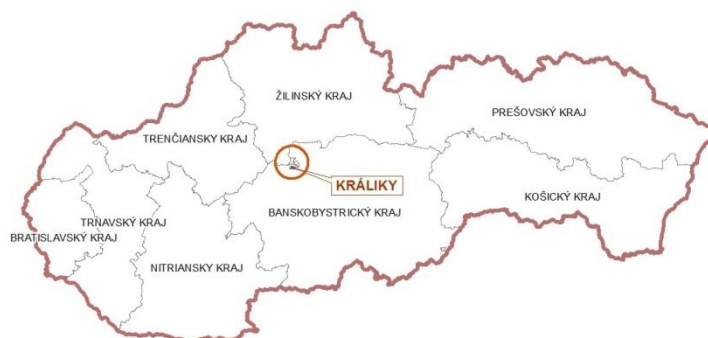 ŽILINSKÝ KRAJ
PREŠOVSKÝ KRAJ
TRENČIANSKY KRAJ
KRÁLIKY
KOŠICKÝ KRAJ
BANSKOBYSTRICKÝ KRAJ
TRNAVSKÝ KRAJ
BRATISLAVSKÝ KRAJ
NITRIANSKY KRAJ